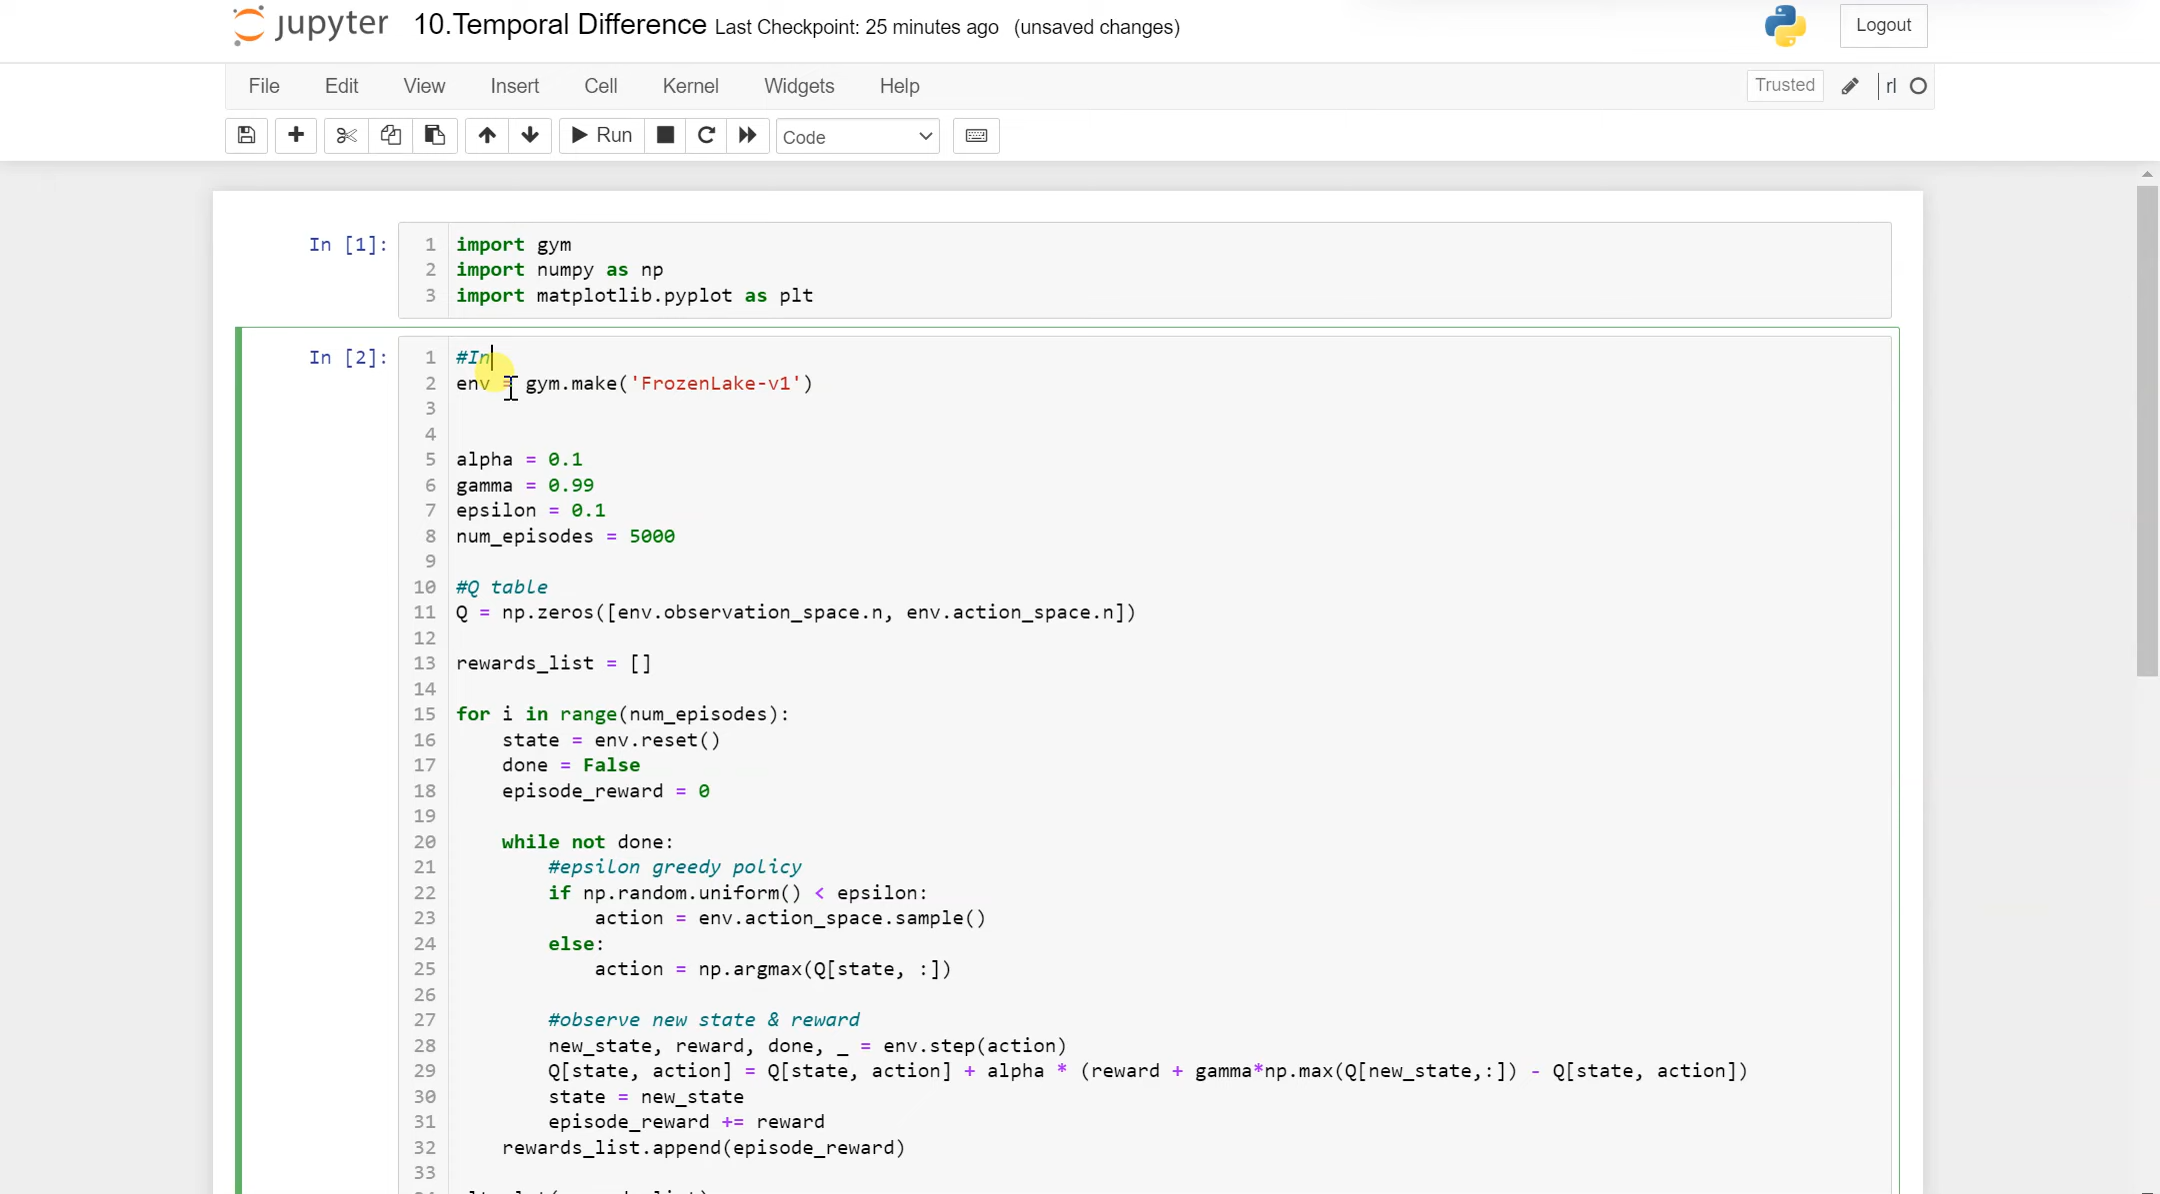 jupyter 10.Temporal Difference Last Checkpoint: 25 minutes ago (unsaved changes) Logout
File Edit View Insert Cell Kernel Widgets Help Trusted rl
Run Code
In [1]:
1 import gym
2 import numpy as np
3 import matplotlib.pyplot as plt
In [2]:
1 #In
2 env = gym.make('FrozenLake-v1')
3
4
5 alpha = 0.1
6 gamma = 0.99
7 epsilon = 0.1
8 num_episodes = 5000
9
10 #Q table
11 Q = np.zeros([env.observation_space.n, env.action_space.n])
12
13 rewards_list = []
14
15 for i in range(num_episodes):
16 state = env.reset()
17 done = False
18 episode_reward = 0
19
20 while not done:
21 #epsilon greedy policy
22 if np.random.uniform() < epsilon:
23 action = env.action_space.sample()
24 else:
25 action = np.argmax(Q[state, :])
26
27 #observe new state & reward
28 new_state, reward, done, _ = env.step(action)
29 Q[state, action] = Q[state, action] + alpha * (reward + gamma*np.max(Q[new_state,:]) - Q[state, action])
30 state = new_state
31 episode_reward += reward
32 rewards_list.append(episode_reward)
33